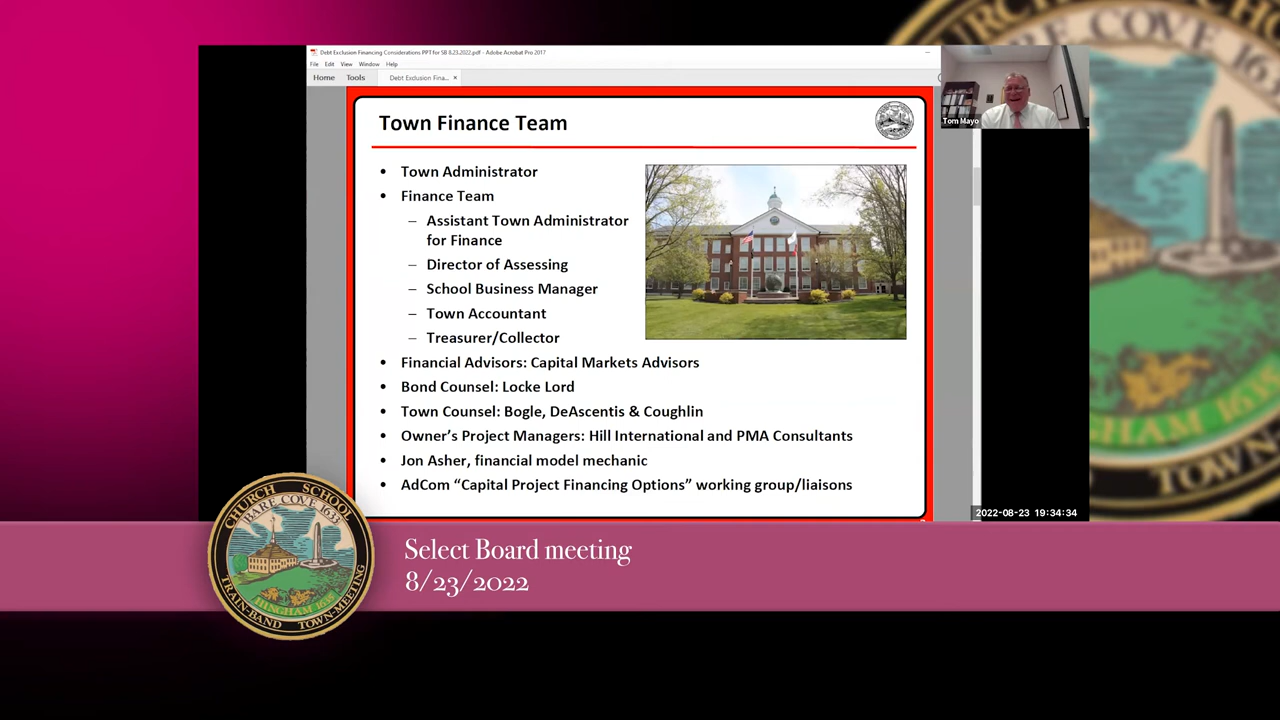 Debt Exclusion Financing Considerations PPT for SB 8.23.2022.pdf - Adobe Acrobat Pro 2017
File Edit View Window Help
Home Tools Debt Exclusion Fina... ×
Tom Mayo
Town Finance Team
• Town Administrator
• Finance Team
– Assistant Town Administrator
for Finance
– Director of Assessing
– School Business Manager
– Town Accountant
– Treasurer/Collector
• Financial Advisors: Capital Markets Advisors
• Bond Counsel: Locke Lord
• Town Counsel: Bogle, DeAscentis & Coughlin
• Owner's Project Managers: Hill International and PMA Consultants
• Jon Asher, financial model mechanic
• AdCom “Capital Project Financing Options” working group/liaisons
2022-08-23 19:34:34
CHURCH SCHOOL
BARE COVE 1633
HINGHAM 1635
TRAIN-BAND TOWN-MEETING
Select Board meeting
8/23/2022